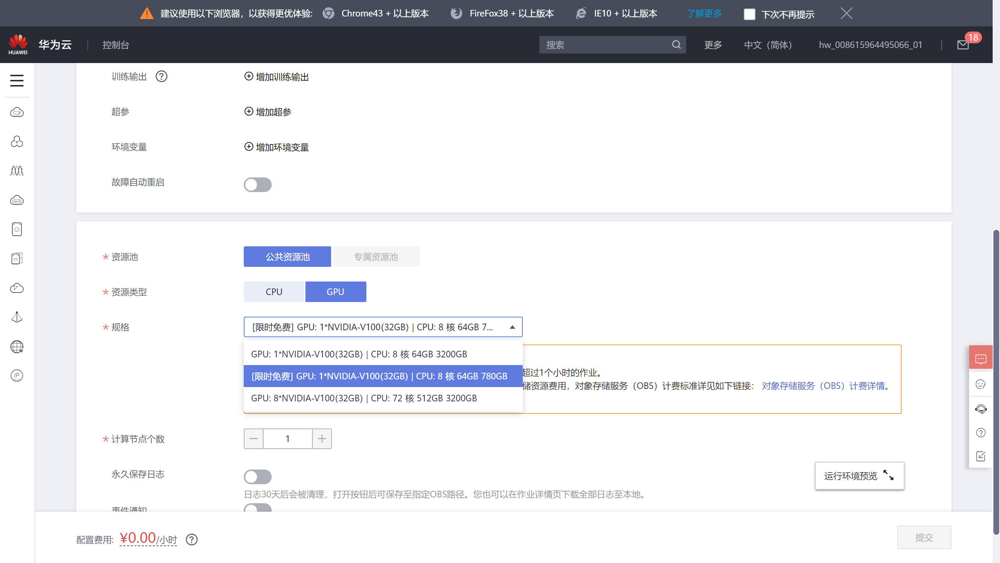 建议使用以下浏览器，以获得更优体验: Chrome43 + 以上版本 FireFox38 + 以上版本 IE10 + 以上版本 了解更多 下次不再提示
HUAWEI 华为云 控制台 搜索 更多 中文（简体） hw_008615964495066_01 18
训练输出 ? 增加训练输出
超参 增加超参
环境变量 增加环境变量
故障自动重启
* 资源池 公共资源池 专属资源池
* 资源类型 CPU GPU
* 规格 [限时免费] GPU: 1*NVIDIA-V100(32GB) | CPU: 8 核 64GB 7...
GPU: 1*NVIDIA-V100(32GB) | CPU: 8 核 64GB 3200GB
[限时免费] GPU: 1*NVIDIA-V100(32GB) | CPU: 8 核 64GB 780GB
GPU: 8*NVIDIA-V100(32GB) | CPU: 72 核 512GB 3200GB
超过1个小时的作业。
储资源费用，对象存储服务（OBS）计费标准详见如下链接： 对象存储服务（OBS）计费详情。
* 计算节点个数 1
永久保存日志
日志30天后会被清理，打开按钮后可保存至指定OBS路径。您也可以在作业详情页下载全部日志至本地。
运行环境预览
事件通知
配置费用: ¥0.00/小时 ?
提交
W
IP
?